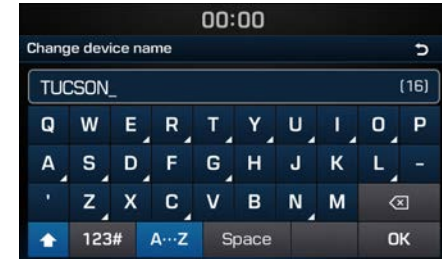 00:00
Change device name
TUCSON_ [16]
Q W E R T Y U I O P
A S D F G H J K L -
' Z X C V B N M
123# A···Z Space OK